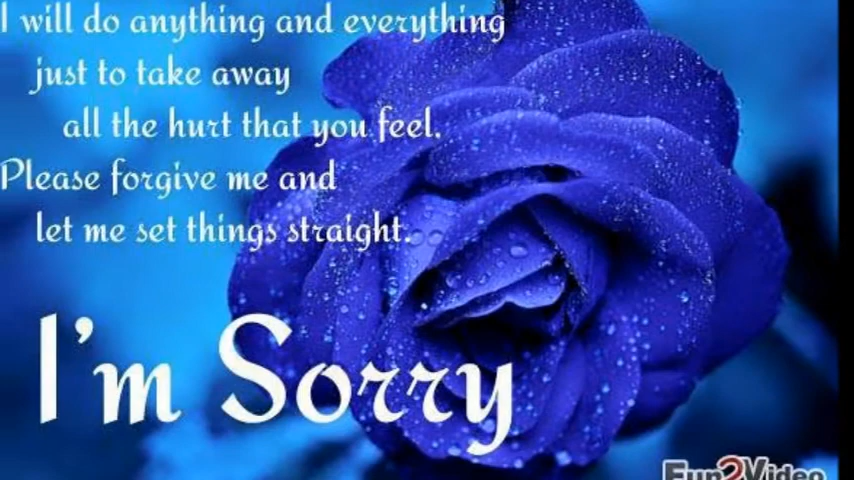 I will do anything and everything
just to take away
all the hurt that you feel.
Please forgive me and
let me set things straight.
I'm Sorry
Fun2Video